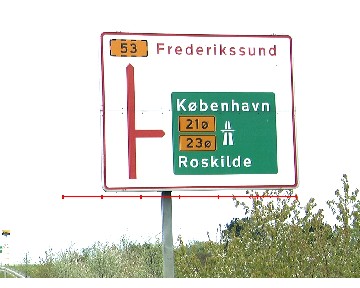 53 Frederikssund
København
21ø
23ø
Roskilde